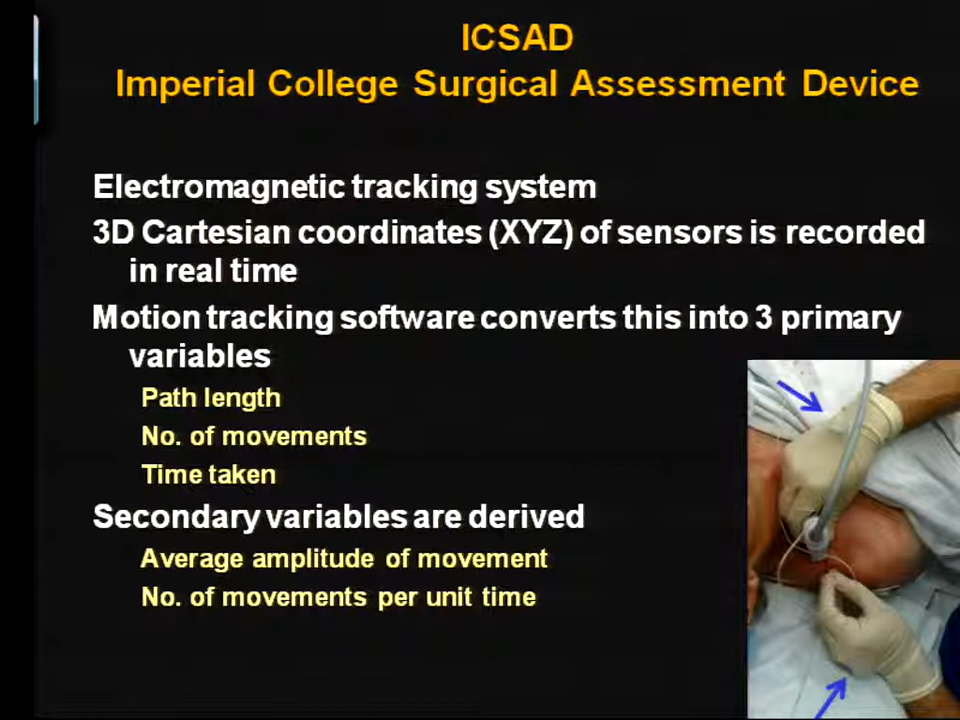 ICSAD
Imperial College Surgical Assessment Device
Electromagnetic tracking system
3D Cartesian coordinates (XYZ) of sensors is recorded
in real time
Motion tracking software converts this into 3 primary
variables
Path length
No. of movements
Time taken
Secondary variables are derived
Average amplitude of movement
No. of movements per unit time